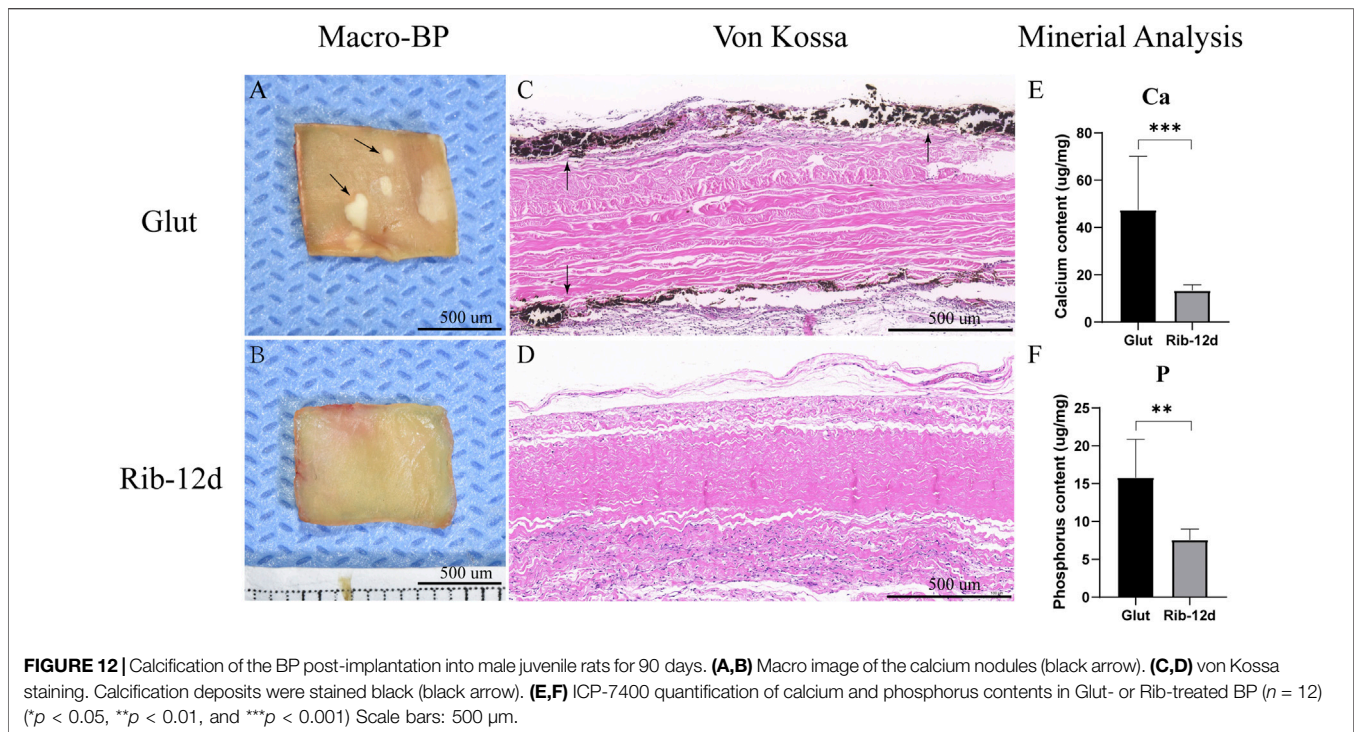 Macro-BP Von Kossa Minerial Analysis
Glut
A
500 um
C
500 um
E
Ca
***
Calcium content (ug/mg)
80
60
40
20
0
Glut Rib-12d
Rib-12d
B
500 um
D
500 um
F
P
**
Phosphorus content (ug/mg)
25
20
15
10
5
0
Glut Rib-12d
FIGURE 12 | Calcification of the BP post-implantation into male juvenile rats for 90 days. (A,B) Macro image of the calcium nodules (black arrow). (C,D) von Kossa
staining. Calcification deposits were stained black (black arrow). (E,F) ICP-7400 quantification of calcium and phosphorus contents in Glut- or Rib-treated BP (n = 12)
(*p < 0.05, **p < 0.01, and ***p < 0.001) Scale bars: 500 μm.